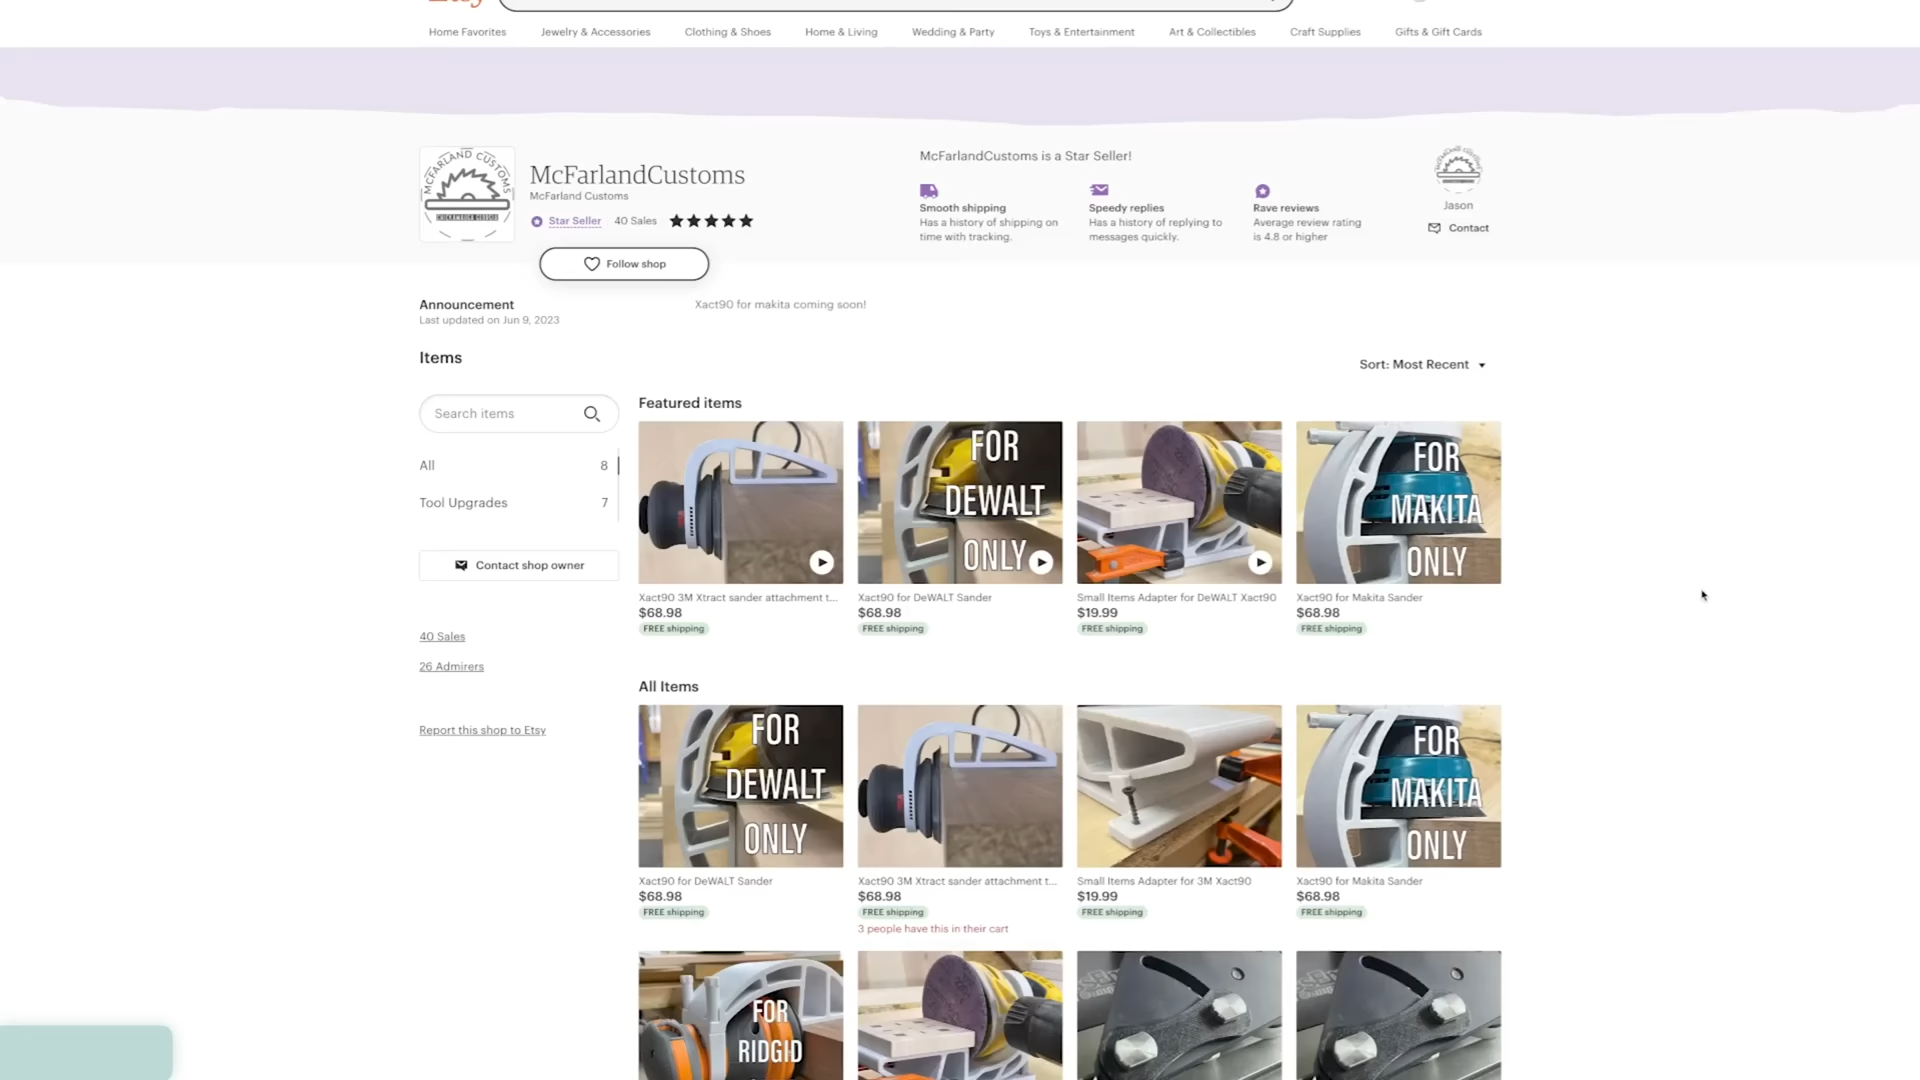 Etsy
Home Favorites
Jewelry & Accessories
Clothing & Shoes
Home & Living
Wedding & Party
Toys & Entertainment
Art & Collectibles
Craft Supplies
Gifts & Gift Cards
MCFARLAND CUSTOMS
McFarlandCustoms
McFarland Customs
Star Seller
40 Sales
Follow shop
McFarlandCustoms is a Star Seller!
Smooth shipping
Has a history of shipping on
time with tracking.
Speedy replies
Has a history of replying to
messages quickly.
Rave reviews
Average review rating
is 4.8 or higher
Jason
Contact
Announcement
Last updated on Jun 9, 2023
Xact90 for makita coming soon!
Items
Sort: Most Recent
Search items
All 8
Tool Upgrades 7
Contact shop owner
40 Sales
26 Admirers
Report this shop to Etsy
Featured items
Xact90 3M Xtract sander attachment t...
$68.98
FREE shipping
FOR
DEWALT
ONLY
Xact90 for DeWALT Sander
$68.98
FREE shipping
Small Items Adapter for DeWALT Xact90
$19.99
FREE shipping
FOR
MAKITA
ONLY
Xact90 for Makita Sander
$68.98
FREE shipping
All Items
FOR
DEWALT
ONLY
Xact90 for DeWALT Sander
$68.98
FREE shipping
Xact90 3M Xtract sander attachment t...
$68.98
FREE shipping
3 people have this in their cart
Small Items Adapter for 3M Xact90
$19.99
FREE shipping
FOR
MAKITA
ONLY
Xact90 for Makita Sander
$68.98
FREE shipping
FOR
RIDGID